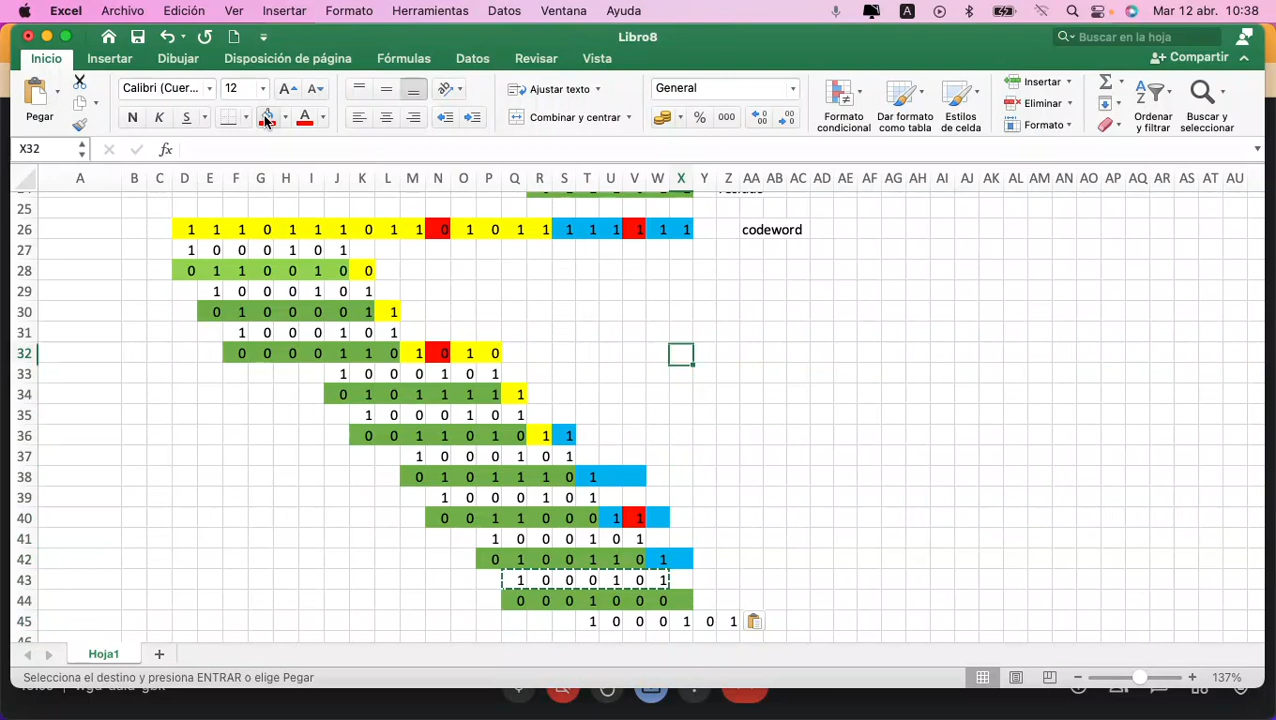 Excel Archivo Edición Ver Insertar Formato Herramientas Datos Ventana Ayuda A Mar 12 abr. 10:38
Libro8 Buscar en la hoja
Inicio Insertar Dibujar Disposición de página Fórmulas Datos Revisar Vista Compartir
Calibri (Cuer... 12 A A ab Ajustar texto General Insertar Σ
Eliminar
Pegar N K S A Combinar y centrar % 000 Formato condicional Dar formato como tabla Estilos de celda Formato Ordenar y filtrar Buscar y seleccionar
X32 fx
A B C D E F G H I J K L M N O P Q R S T U V W X Y Z AA AB AC AD AE AF AG AH AI AJ AK AL AM AN AO AP AQ AR AS AT AU
25
26 1 1 1 0 1 1 1 0 1 1 0 1 0 1 1 1 1 1 1 1 1 codeword
27 1 0 0 0 1 0 1
28 0 1 1 0 0 1 0 0
29 1 0 0 0 1 0 1
30 0 1 0 0 0 0 1 1
31 1 0 0 0 1 0 1
32 0 0 0 0 1 1 0 1 0 1 0
33 1 0 0 0 1 0 1
34 0 1 0 1 1 1 1 1
35 1 0 0 0 1 0 1
36 0 0 1 1 0 1 0 1 1
37 1 0 0 0 1 0 1
38 0 1 0 1 1 1 0 1
39 1 0 0 0 1 0 1
40 0 0 1 1 0 0 0 1 1
41 1 0 0 0 1 0 1
42 0 1 0 0 1 1 0 1
43 1 0 0 0 1 0 1
44 0 0 0 1 0 0 0
45 1 0 0 0 1 0 1
Hoja1 +
Selecciona el destino y presiona ENTRAR o elige Pegar 137%